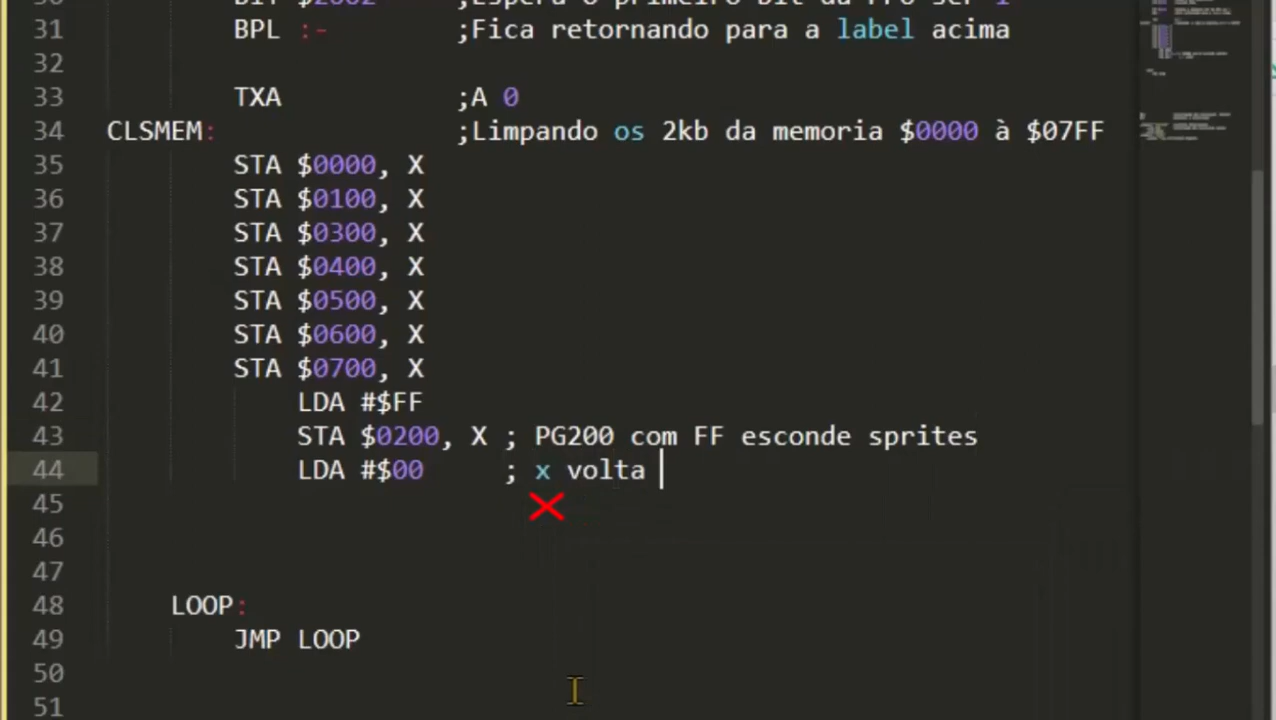 31 BPL :- ;Fica retornando para a label acima
32
33 TXA ;A 0
34 CLSMEM: ;Limpando os 2kb da memoria $0000 à $07FF
35 STA $0000, X
36 STA $0100, X
37 STA $0300, X
38 STA $0400, X
39 STA $0500, X
40 STA $0600, X
41 STA $0700, X
42 LDA #$FF
43 STA $0200, X ; PG200 com FF esconde sprites
44 LDA #$00 ; x volta
45
46
47
48 LOOP:
49 JMP LOOP
50
51